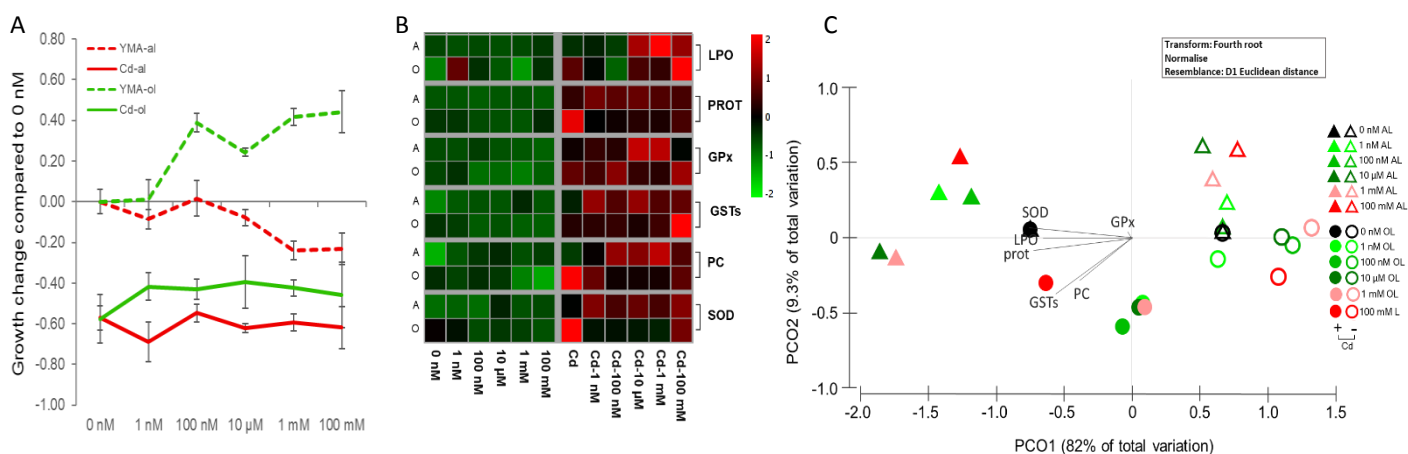 A
Growth change compared to 0 nM
0.80
0.60
0.40
0.20
0.00
-0.20
-0.40
-0.60
-0.80
-1.00
YMA-al
Cd-al
YMA-ol
Cd-ol
0 nM 1 nM 100 nM 10 µM 1 mM 100 mM
B
A
O
LPO
A
O
PROT
A
O
GPx
A
O
GSTs
A
O
PC
A
O
SOD
0 nM 1 nM 100 nM 10 µM 1 mM 100 mM Cd Cd-1 nM Cd-100 nM Cd-10 µM Cd-1 mM Cd-100 mM
2
1
0
-1
-2
C
Transform: Fourth root
Normalise
Resemblance: D1 Euclidean distance
PCO2 (9.3% of total variation)
1.0
0.5
0
-0.5
-1.0
SOD
GPx
LPO
prot
PC
GSTs
-2.0 -1.5 -1.0 -0.5 0 0.5 1.0 1.5
PCO1 (82% of total variation)
0 nM AL
1 nM AL
100 nM AL
10 µM AL
1 mM AL
100 mM AL
0 nM OL
1 nM OL
100 nM OL
10 µM OL
1 mM OL
100 mM L
+ -
Cd